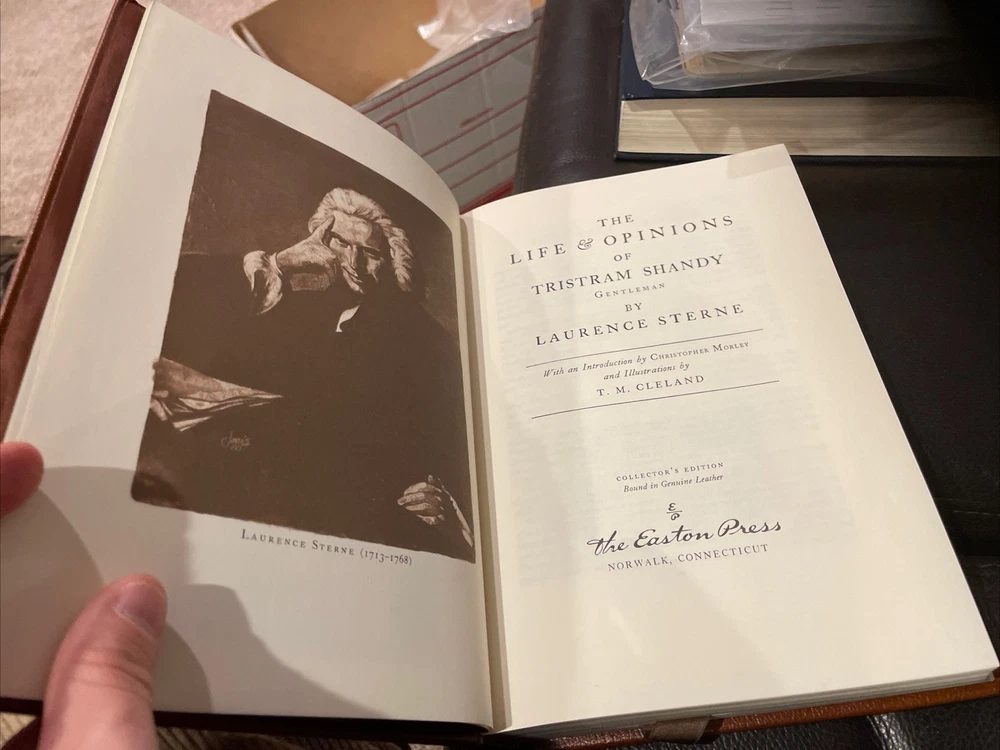 LAURENCE STERNE (1713–1768)
THE
LIFE & OPINIONS
OF
TRISTRAM SHANDY
GENTLEMAN
BY
LAURENCE STERNE
With an Introduction by CHRISTOPHER MORLEY
and Illustrations by
T. M. CLELAND
COLLECTOR'S EDITION
Bound in Genuine Leather
EP
The Easton Press
NORWALK, CONNECTICUT